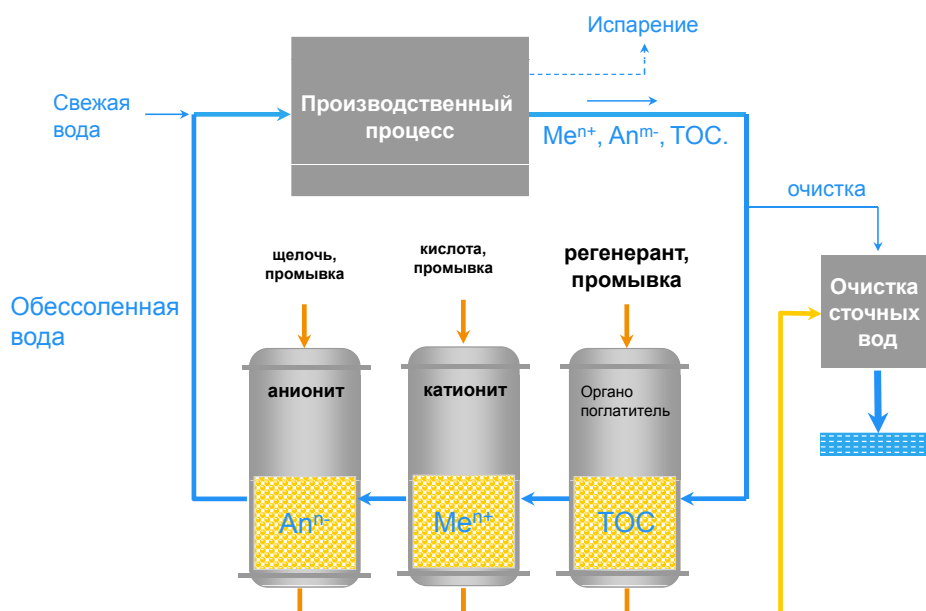 Испарение
Свежая
вода
Производственный
процесс
Meⁿ⁺, Anᵐ⁻, TOC.
очистка
щелочь,
промывка
кислота,
промывка
регенерант,
промывка
Обессоленная
вода
Очистка
сточных
вод
анионит
катионит
Органо
поглатитель
Anⁿ⁻
Meⁿ⁺
TOC